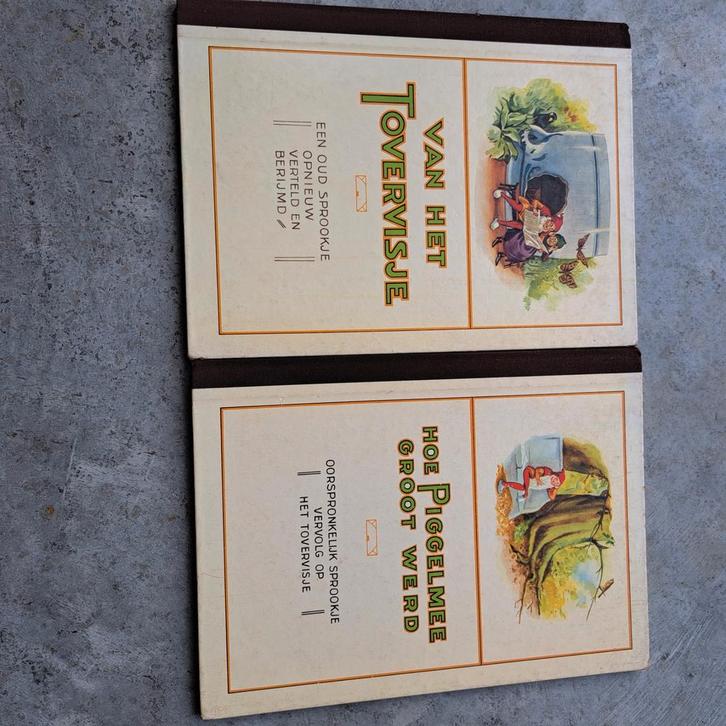 VAN HET
TOVERVISJE
EEN OUD SPROOKJE
OPNIEUW
VERTELD EN
BERIJMD
HOE PIGGELMEE
GROOT WERD
OORSPRONKELIJK SPROOKJE
VERVOLG OP
HET TOVERVISJE